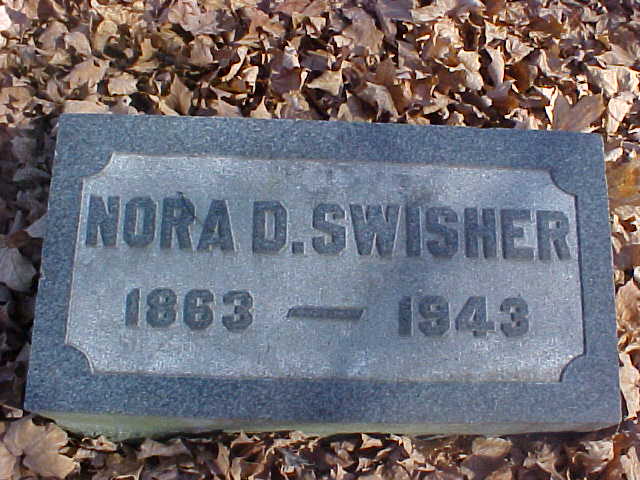 NORA D. SWISHER
1863 — 1943